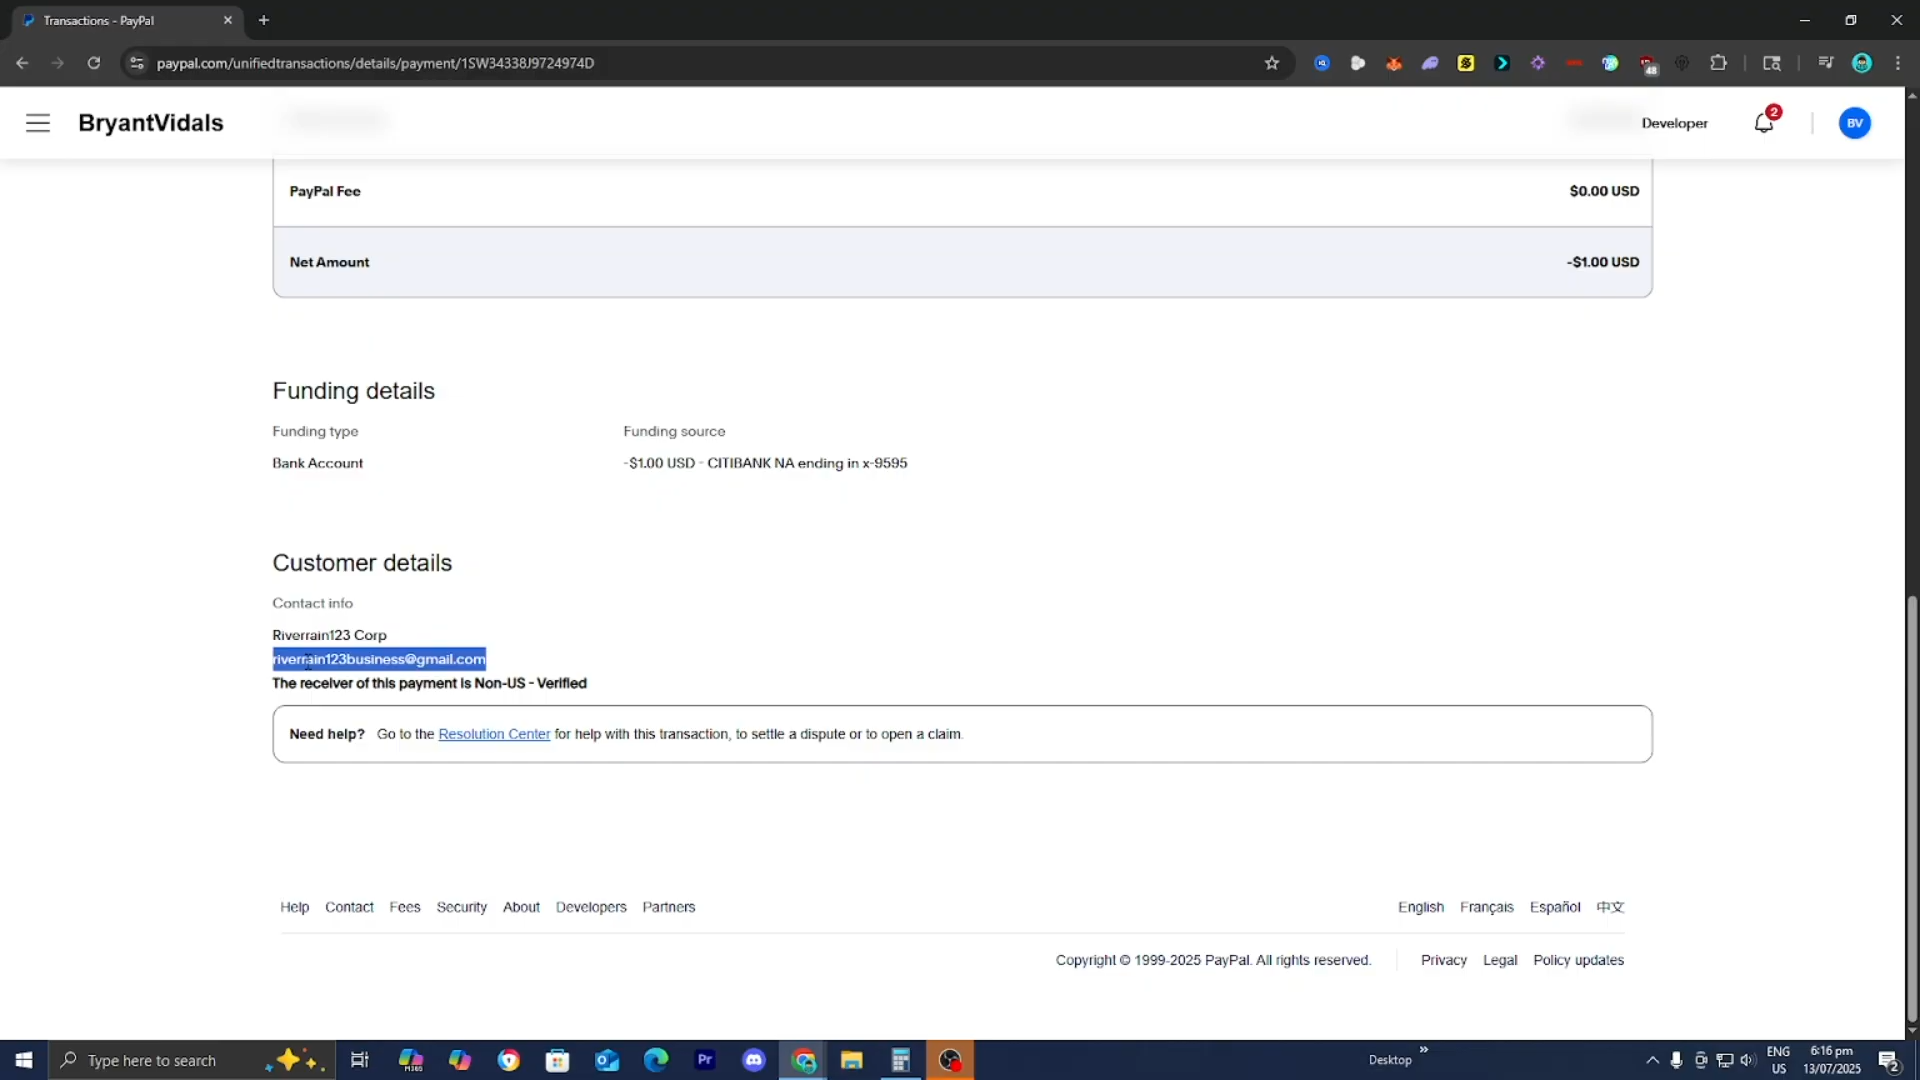 Transactions - PayPal
paypal.com/unifiedtransactions/details/payment/1SW34338J9724974D
48
BryantVidals
Developer
2
BV
PayPal Fee $0.00 USD
Net Amount -$1.00 USD
Funding details
Funding type Funding source
Bank Account -$1.00 USD - CITIBANK NA ending in x-9595
Customer details
Contact info
Riverrain123 Corp
riverrain123business@gmail.com
The receiver of this payment is Non-US - Verified
Need help? Go to the Resolution Center for help with this transaction, to settle a dispute or to open a claim.
Help Contact Fees Security About Developers Partners
English Français Español 中文
Copyright © 1999-2025 PayPal. All rights reserved.
Privacy Legal Policy updates
Type here to search
M365
Pr
Desktop
ENG
US
6:16 pm
13/07/2025
2